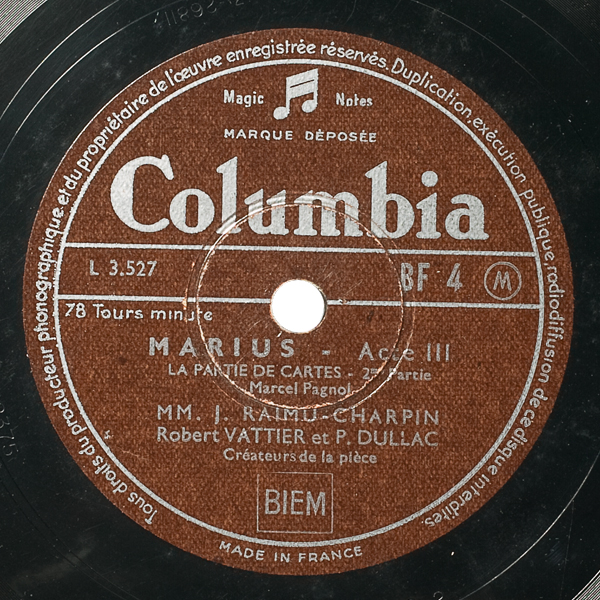 Tous droits du producteur phonographique et du propriétaire de l'œuvre enregistrée réservés. Duplication, exécution publique, radiodiffusion de ce disque interdites.
Magic Notes
MARQUE DÉPOSÉE
Columbia
L 3.527 BF 4 M
78 Tours minute
MARIUS - Acte III
LA PARTIE DE CARTES - 2me Partie
Marcel Pagnol
MM. J. RAIMU-CHARPIN
Robert VATTIER et P. DULLAC
Créateurs de la pièce
BIEM
MADE IN FRANCE